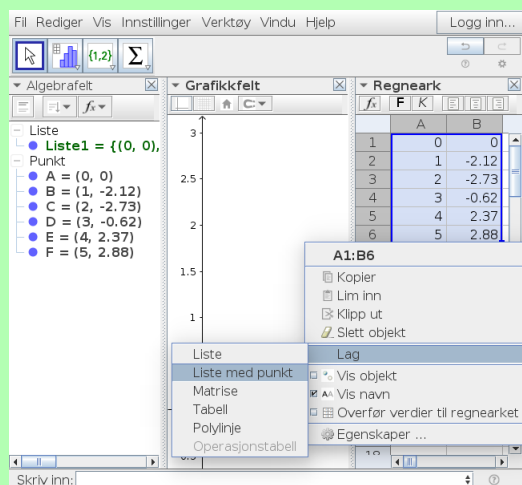 Fil Rediger Vis Innstillinger Verktøy Vindu Hjelp Logg inn...
{1,2} Σ
Algebrafelt
Grafikkfelt
Regneark
fx
fx F K
Liste
Liste1 = {(0, 0),
Punkt
A = (0, 0)
B = (1, -2.12)
C = (2, -2.73)
D = (3, -0.62)
E = (4, 2.37)
F = (5, 2.88)
3
2.5
2
1.5
1
A B
1 0 0
2 1 -2.12
3 2 -2.73
4 3 -0.62
5 4 2.37
6 5 2.88
A1:B6
Kopier
Lim inn
Klipp ut
Slett objekt
Lag
Vis objekt
AA Vis navn
Overfør verdier til regnearket
Egenskaper ...
Liste
Liste med punkt
Matrise
Tabell
Polylinje
Operasjonstabell
Skriv inn: